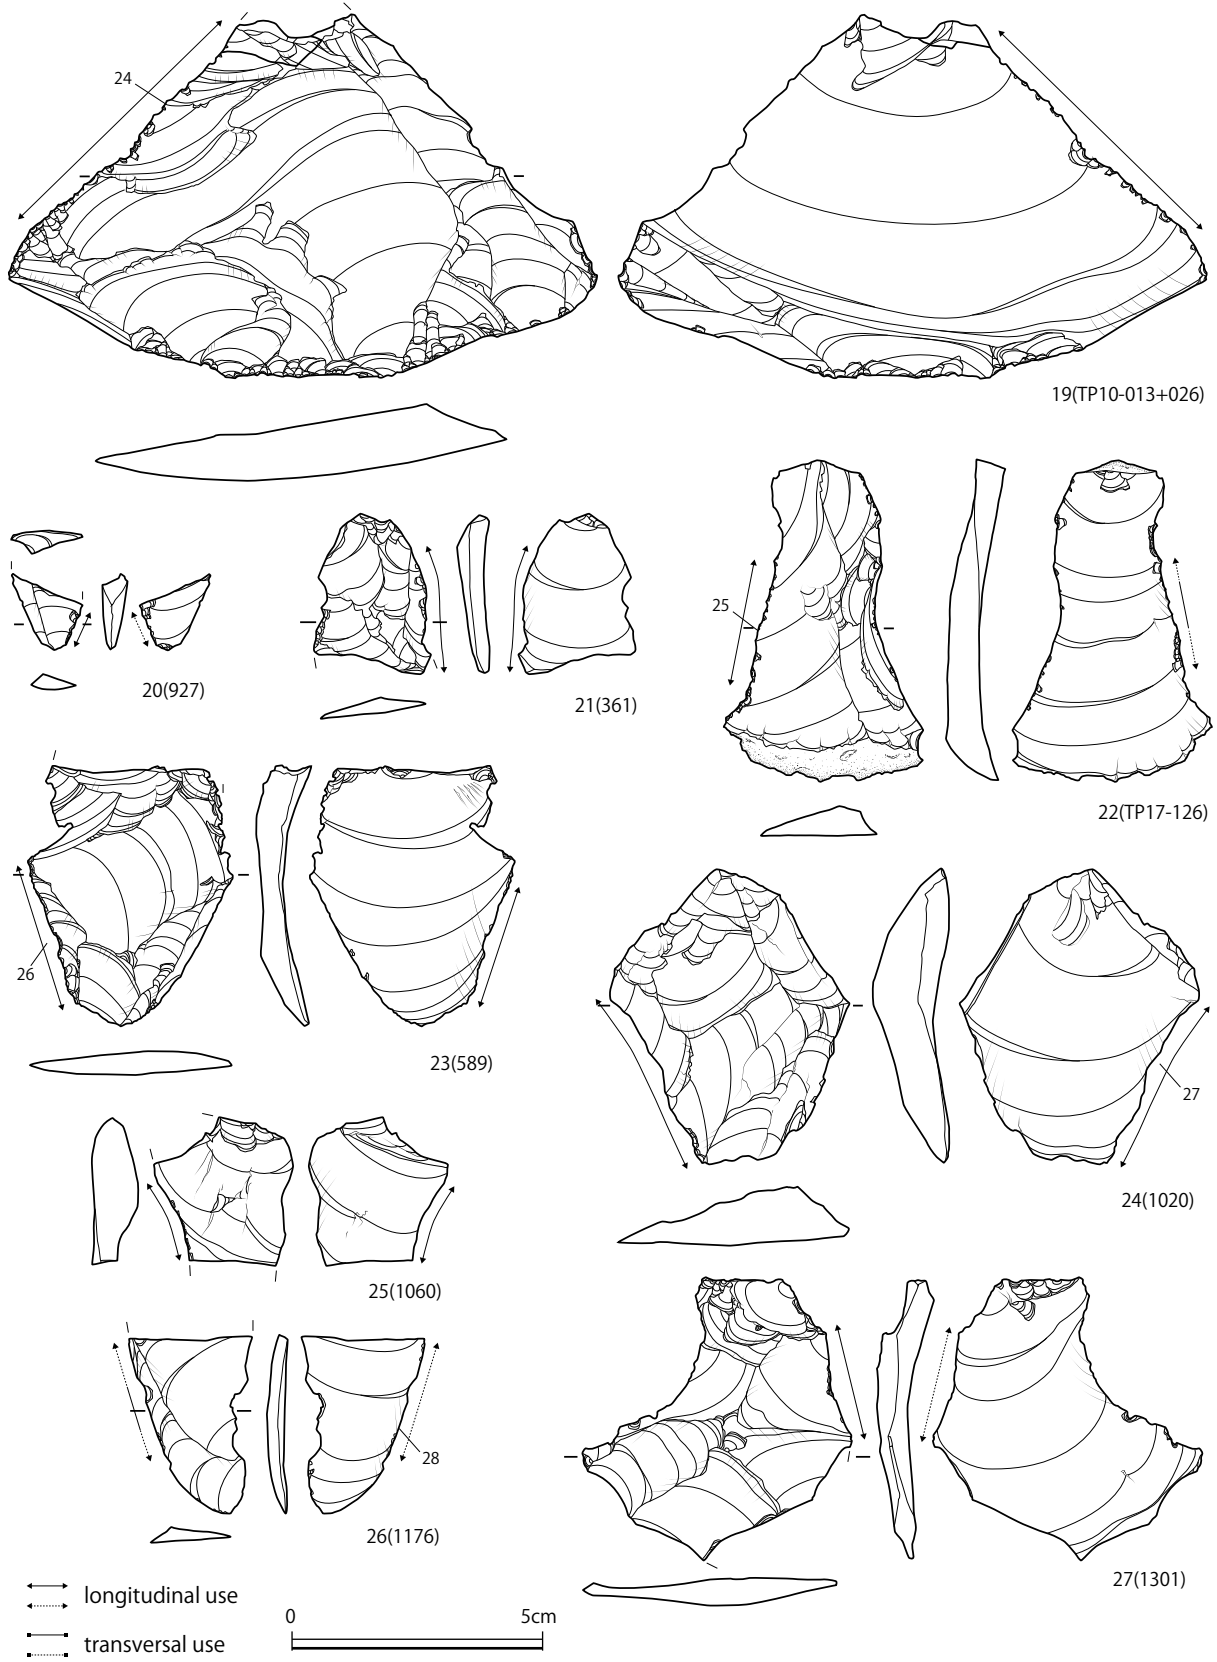 24
19(TP10-013+026)
20(927)
21(361)
25
22(TP17-126)
26
23(589)
27
24(1020)
25(1060)
28
26(1176)
27(1301)
longitudinal use
transversal use
0 5cm